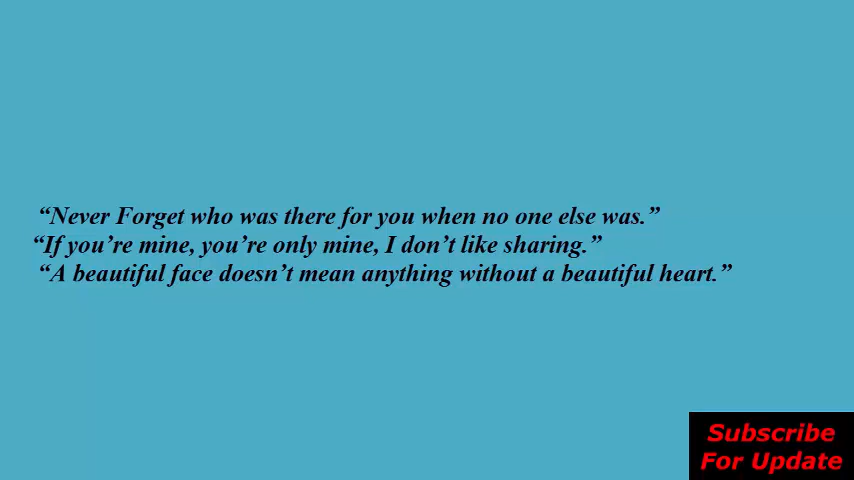 “Never Forget who was there for you when no one else was.”
“If you’re mine, you’re only mine, I don’t like sharing.”
“A beautiful face doesn’t mean anything without a beautiful heart.”
Subscribe
For Update